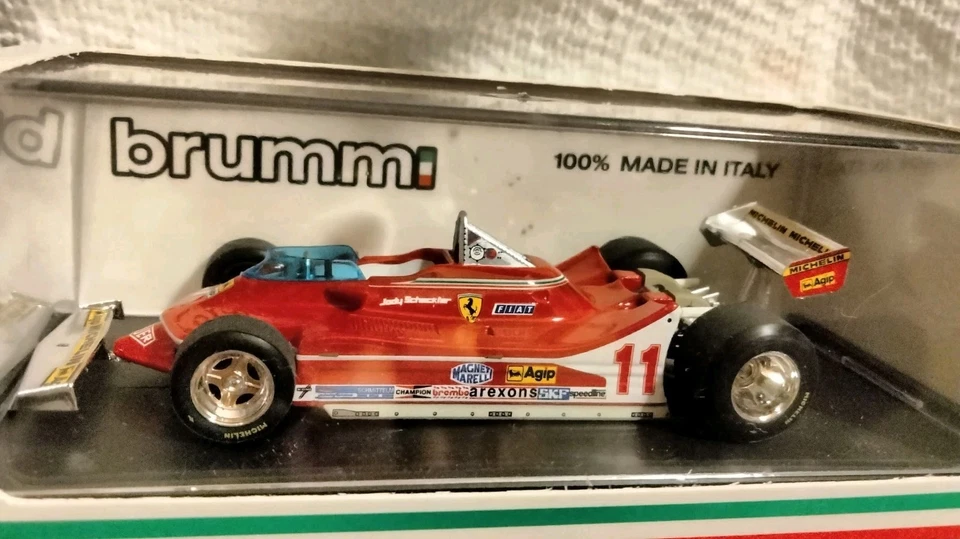 brumm
100% MADE IN ITALY
MICHELIN MICHEL
MICHELIN
Agip
Jody Scheckter
FIAT
11
MAGNETI
MARELLI
Agip
CHAMPION
brembo
arexons
SKF
speedline
MICHELIN